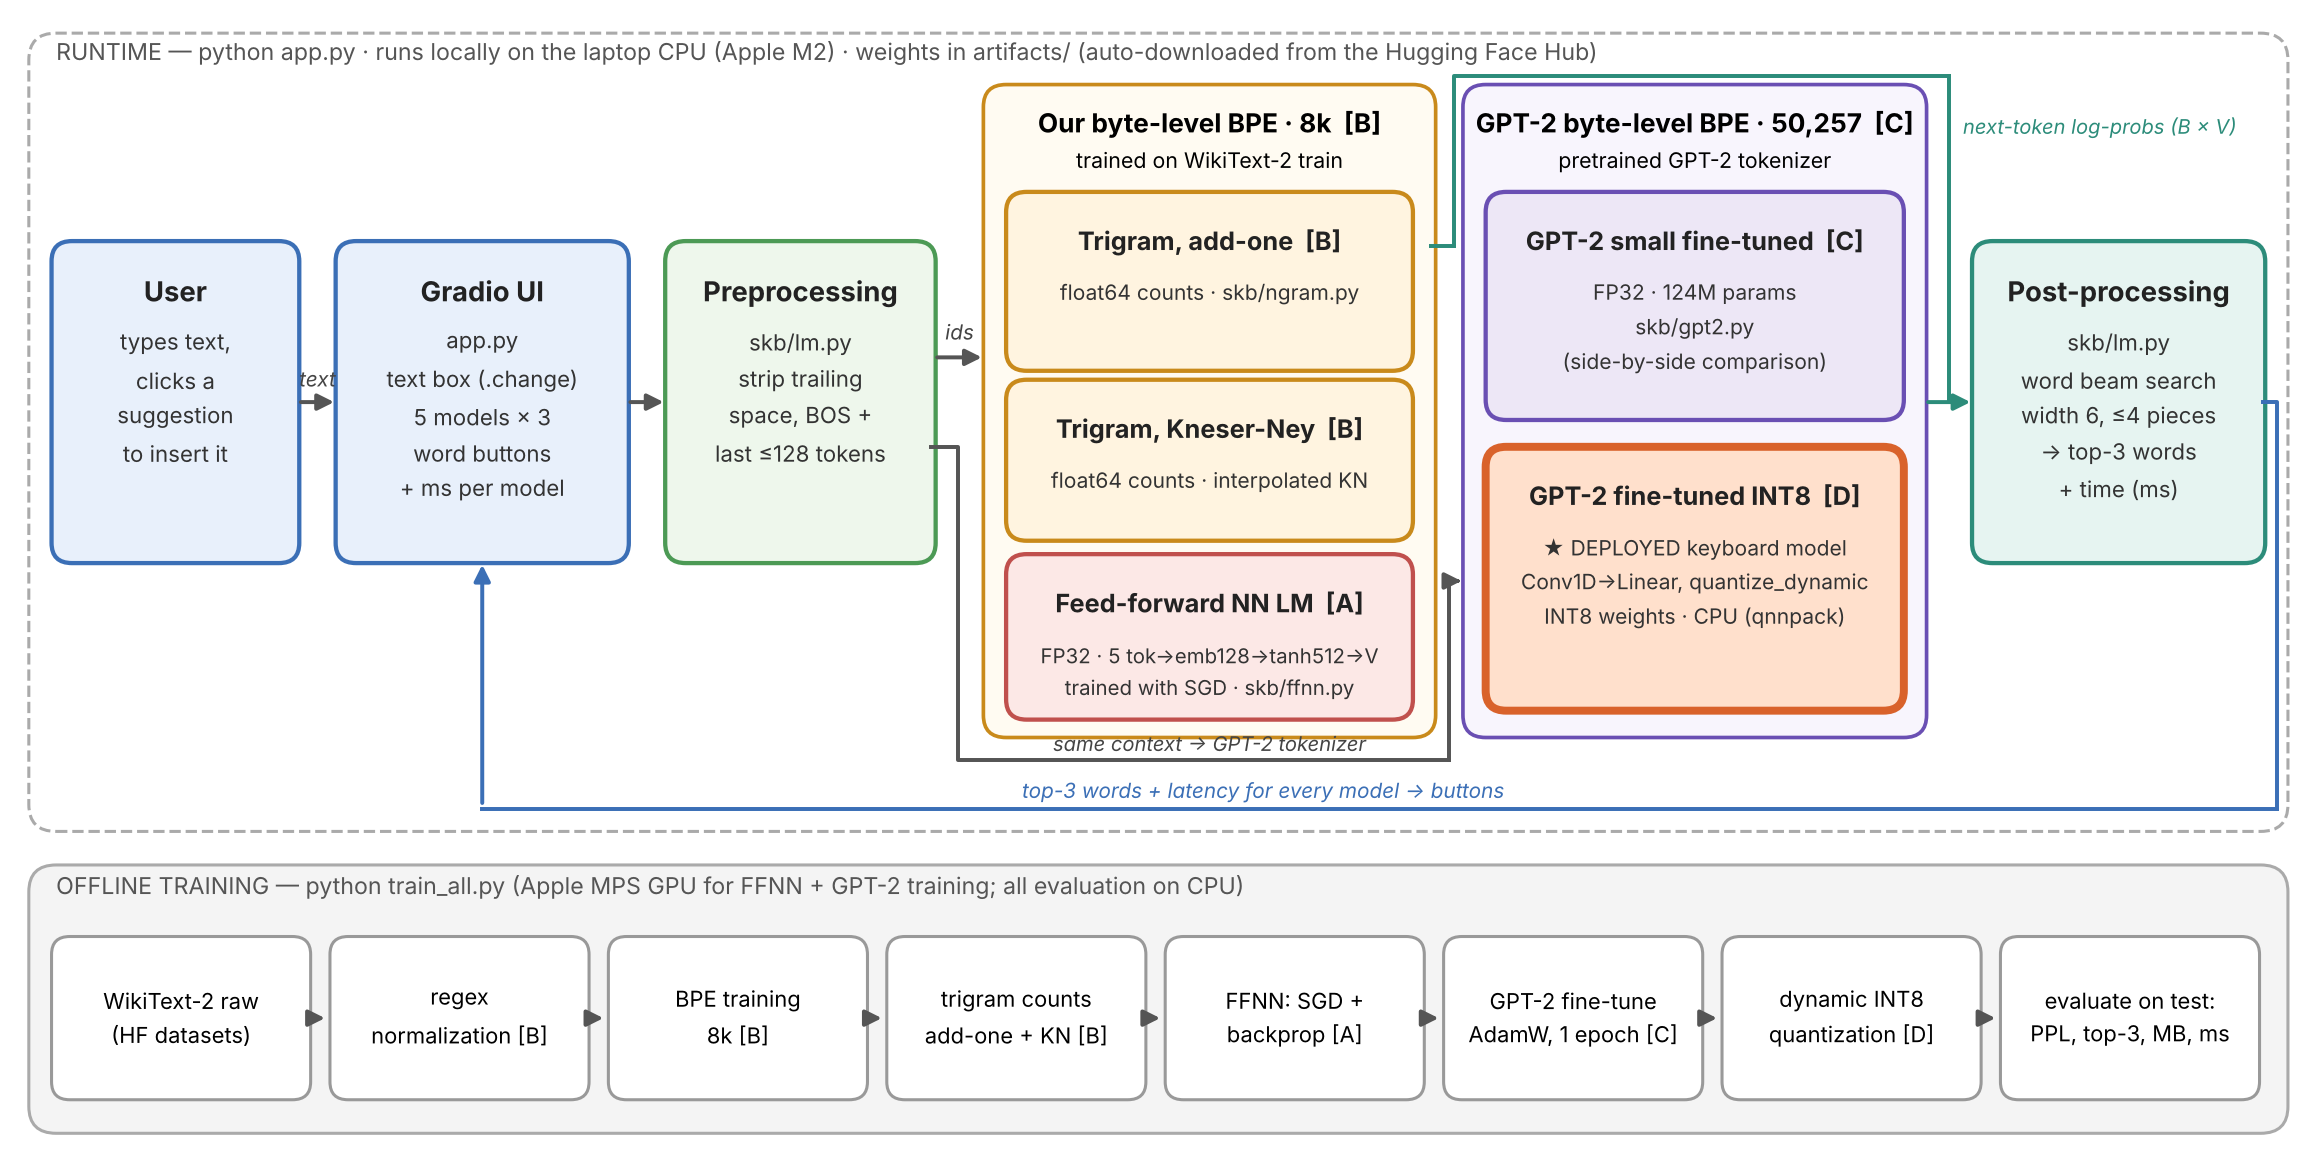 RUNTIME — python app.py · runs locally on the laptop CPU (Apple M2) · weights in artifacts/ (auto-downloaded from the Hugging Face Hub)
User
types text,
clicks a
suggestion
to insert it
text
Gradio UI
app.py
text box (.change)
5 models × 3
word buttons
+ ms per model
Preprocessing
skb/lm.py
strip trailing
space, BOS +
last ≤128 tokens
ids
Our byte-level BPE · 8k [B]
trained on WikiText-2 train
Trigram, add-one [B]
float64 counts · skb/ngram.py
Trigram, Kneser-Ney [B]
float64 counts · interpolated KN
Feed-forward NN LM [A]
FP32 · 5 tok→emb128→tanh512→V
trained with SGD · skb/ffnn.py
same context → GPT-2 tokenizer
GPT-2 byte-level BPE · 50,257 [C]
pretrained GPT-2 tokenizer
GPT-2 small fine-tuned [C]
FP32 · 124M params
skb/gpt2.py
(side-by-side comparison)
GPT-2 fine-tuned INT8 [D]
★ DEPLOYED keyboard model
Conv1D→Linear, quantize_dynamic
INT8 weights · CPU (qnnpack)
next-token log-probs (B × V)
Post-processing
skb/lm.py
word beam search
width 6, ≤4 pieces
→ top-3 words
+ time (ms)
top-3 words + latency for every model → buttons
OFFLINE TRAINING — python train_all.py (Apple MPS GPU for FFNN + GPT-2 training; all evaluation on CPU)
WikiText-2 raw
(HF datasets)
regex
normalization [B]
BPE training
8k [B]
trigram counts
add-one + KN [B]
FFNN: SGD +
backprop [A]
GPT-2 fine-tune
AdamW, 1 epoch [C]
dynamic INT8
quantization [D]
evaluate on test:
PPL, top-3, MB, ms